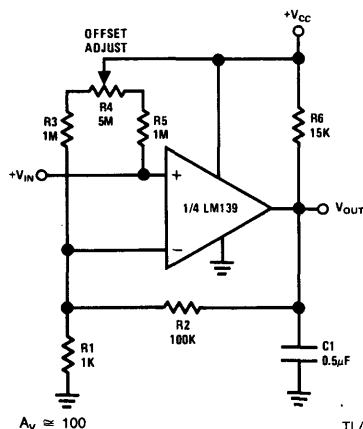 +VCC
OFFSET
ADJUST
R3
1M
R4
5M
R5
1M
R6
15K
+VIN
+
1/4 LM139
VOUT
−
R2
100K
R1
1K
C1
0.5μF
AV ≅ 100
TL/